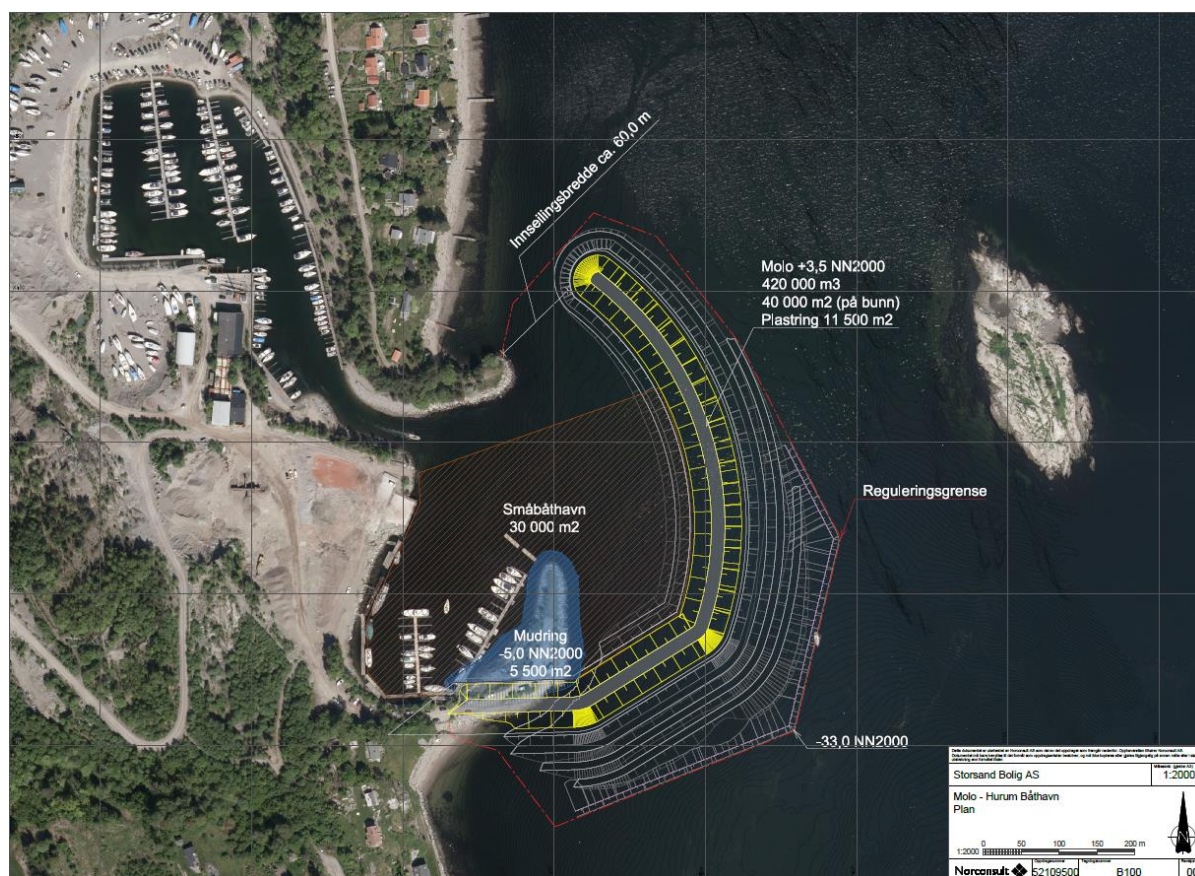 Innseilingsbredde ca. 60,0 m
Molo +3,5 NN2000
420 000 m3
40 000 m2 (på bunn)
Plastring 11 500 m2
Reguleringsgrense
Småbåthavn
30 000 m2
Mudring
-5,0 NN2000
5 500 m2
-33,0 NN2000
Storsand Bolig AS
1:2000
Molo - Hurum Båthavn
Plan
N
0 50 100 150 200 m
1:2000
Norconsult
Oppdragsnummer
52109500
B100